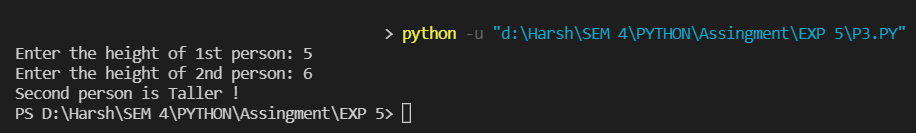 > python -u "d:\Harsh\SEM 4\PYTHON\Assingment\EXP 5\P3.PY"
Enter the height of 1st person: 5
Enter the height of 2nd person: 6
Second person is Taller !
PS D:\Harsh\SEM 4\PYTHON\Assingment\EXP 5>